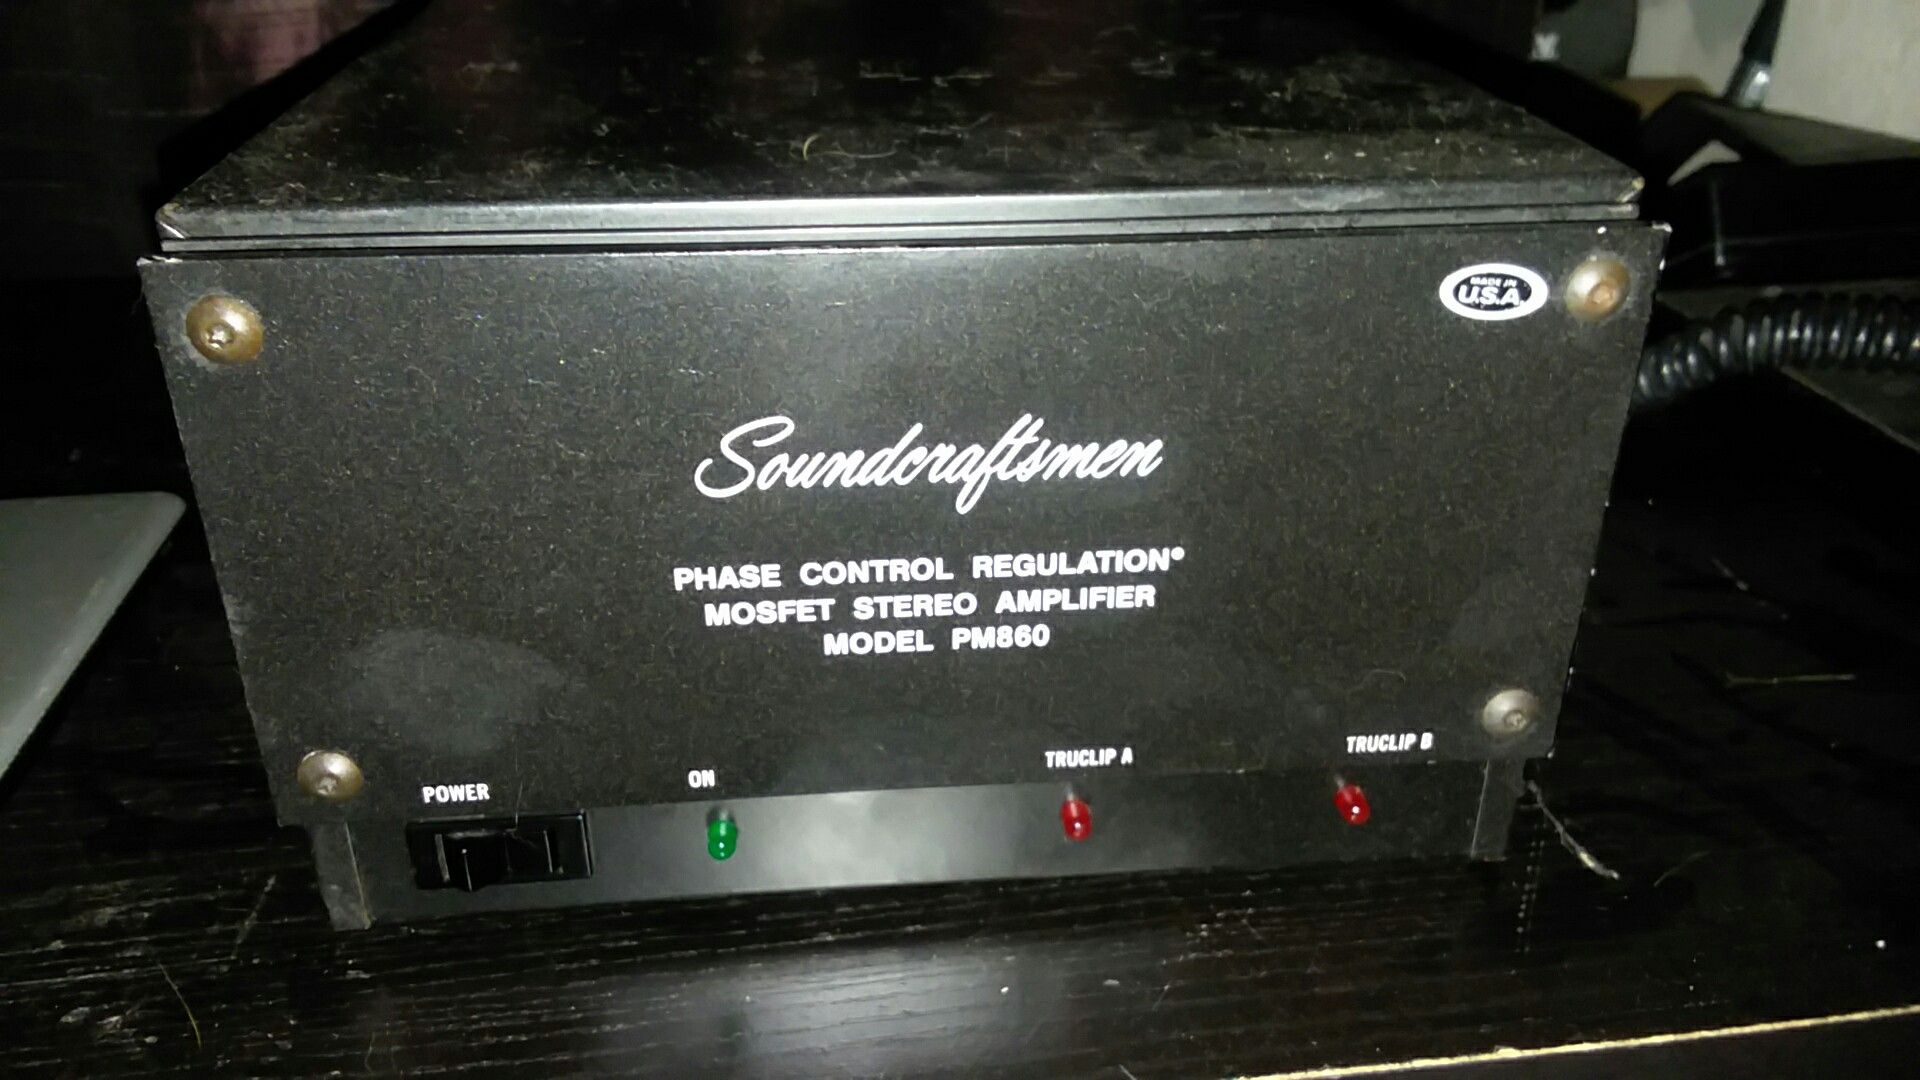 MADE IN
U.S.A.
Soundcraftsmen
PHASE CONTROL REGULATION®
MOSFET STEREO AMPLIFIER
MODEL PM860
POWER
ON
TRUCLIP A
TRUCLIP B